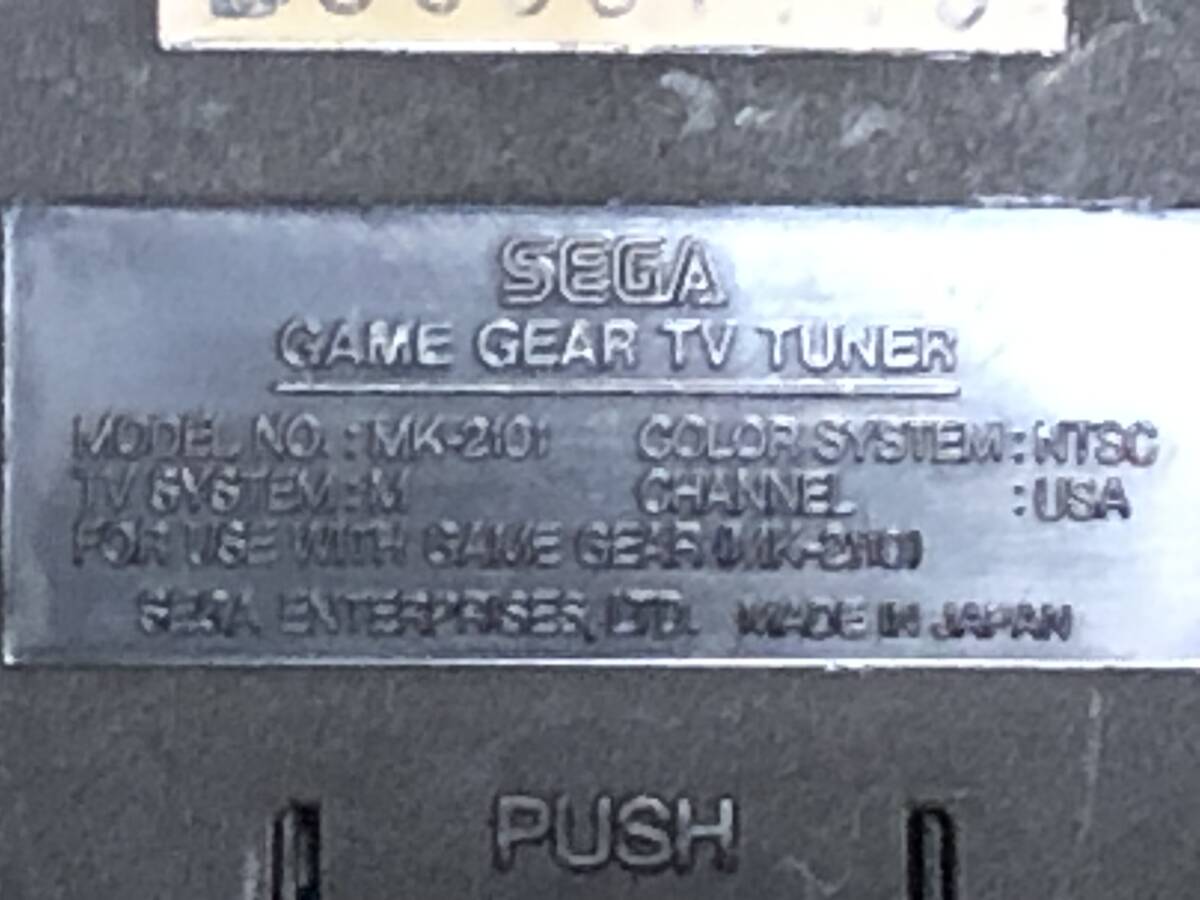 SEGA
GAME GEAR TV TUNER
MODEL NO. : MK-2101 COLOR SYSTEM : NTSC
TV SYSTEM : M CHANNEL : USA
FOR USE WITH GAME GEAR (MK-2110)
SEGA ENTERPRISES, LTD. MADE IN JAPAN
PUSH